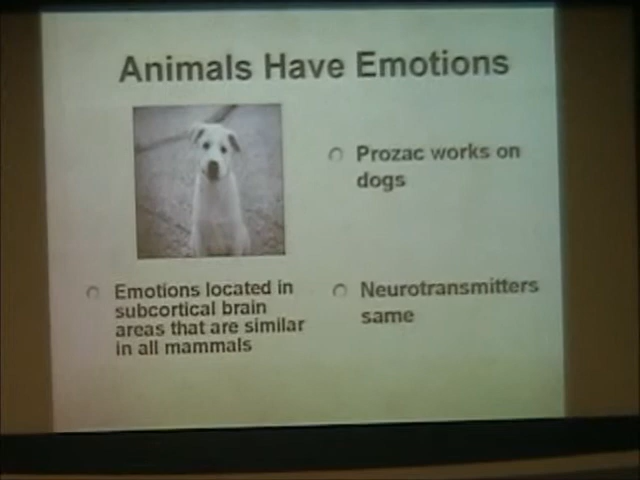 Animals Have Emotions
Prozac works on
dogs
Emotions located in
subcortical brain
areas that are similar
in all mammals
Neurotransmitters
same